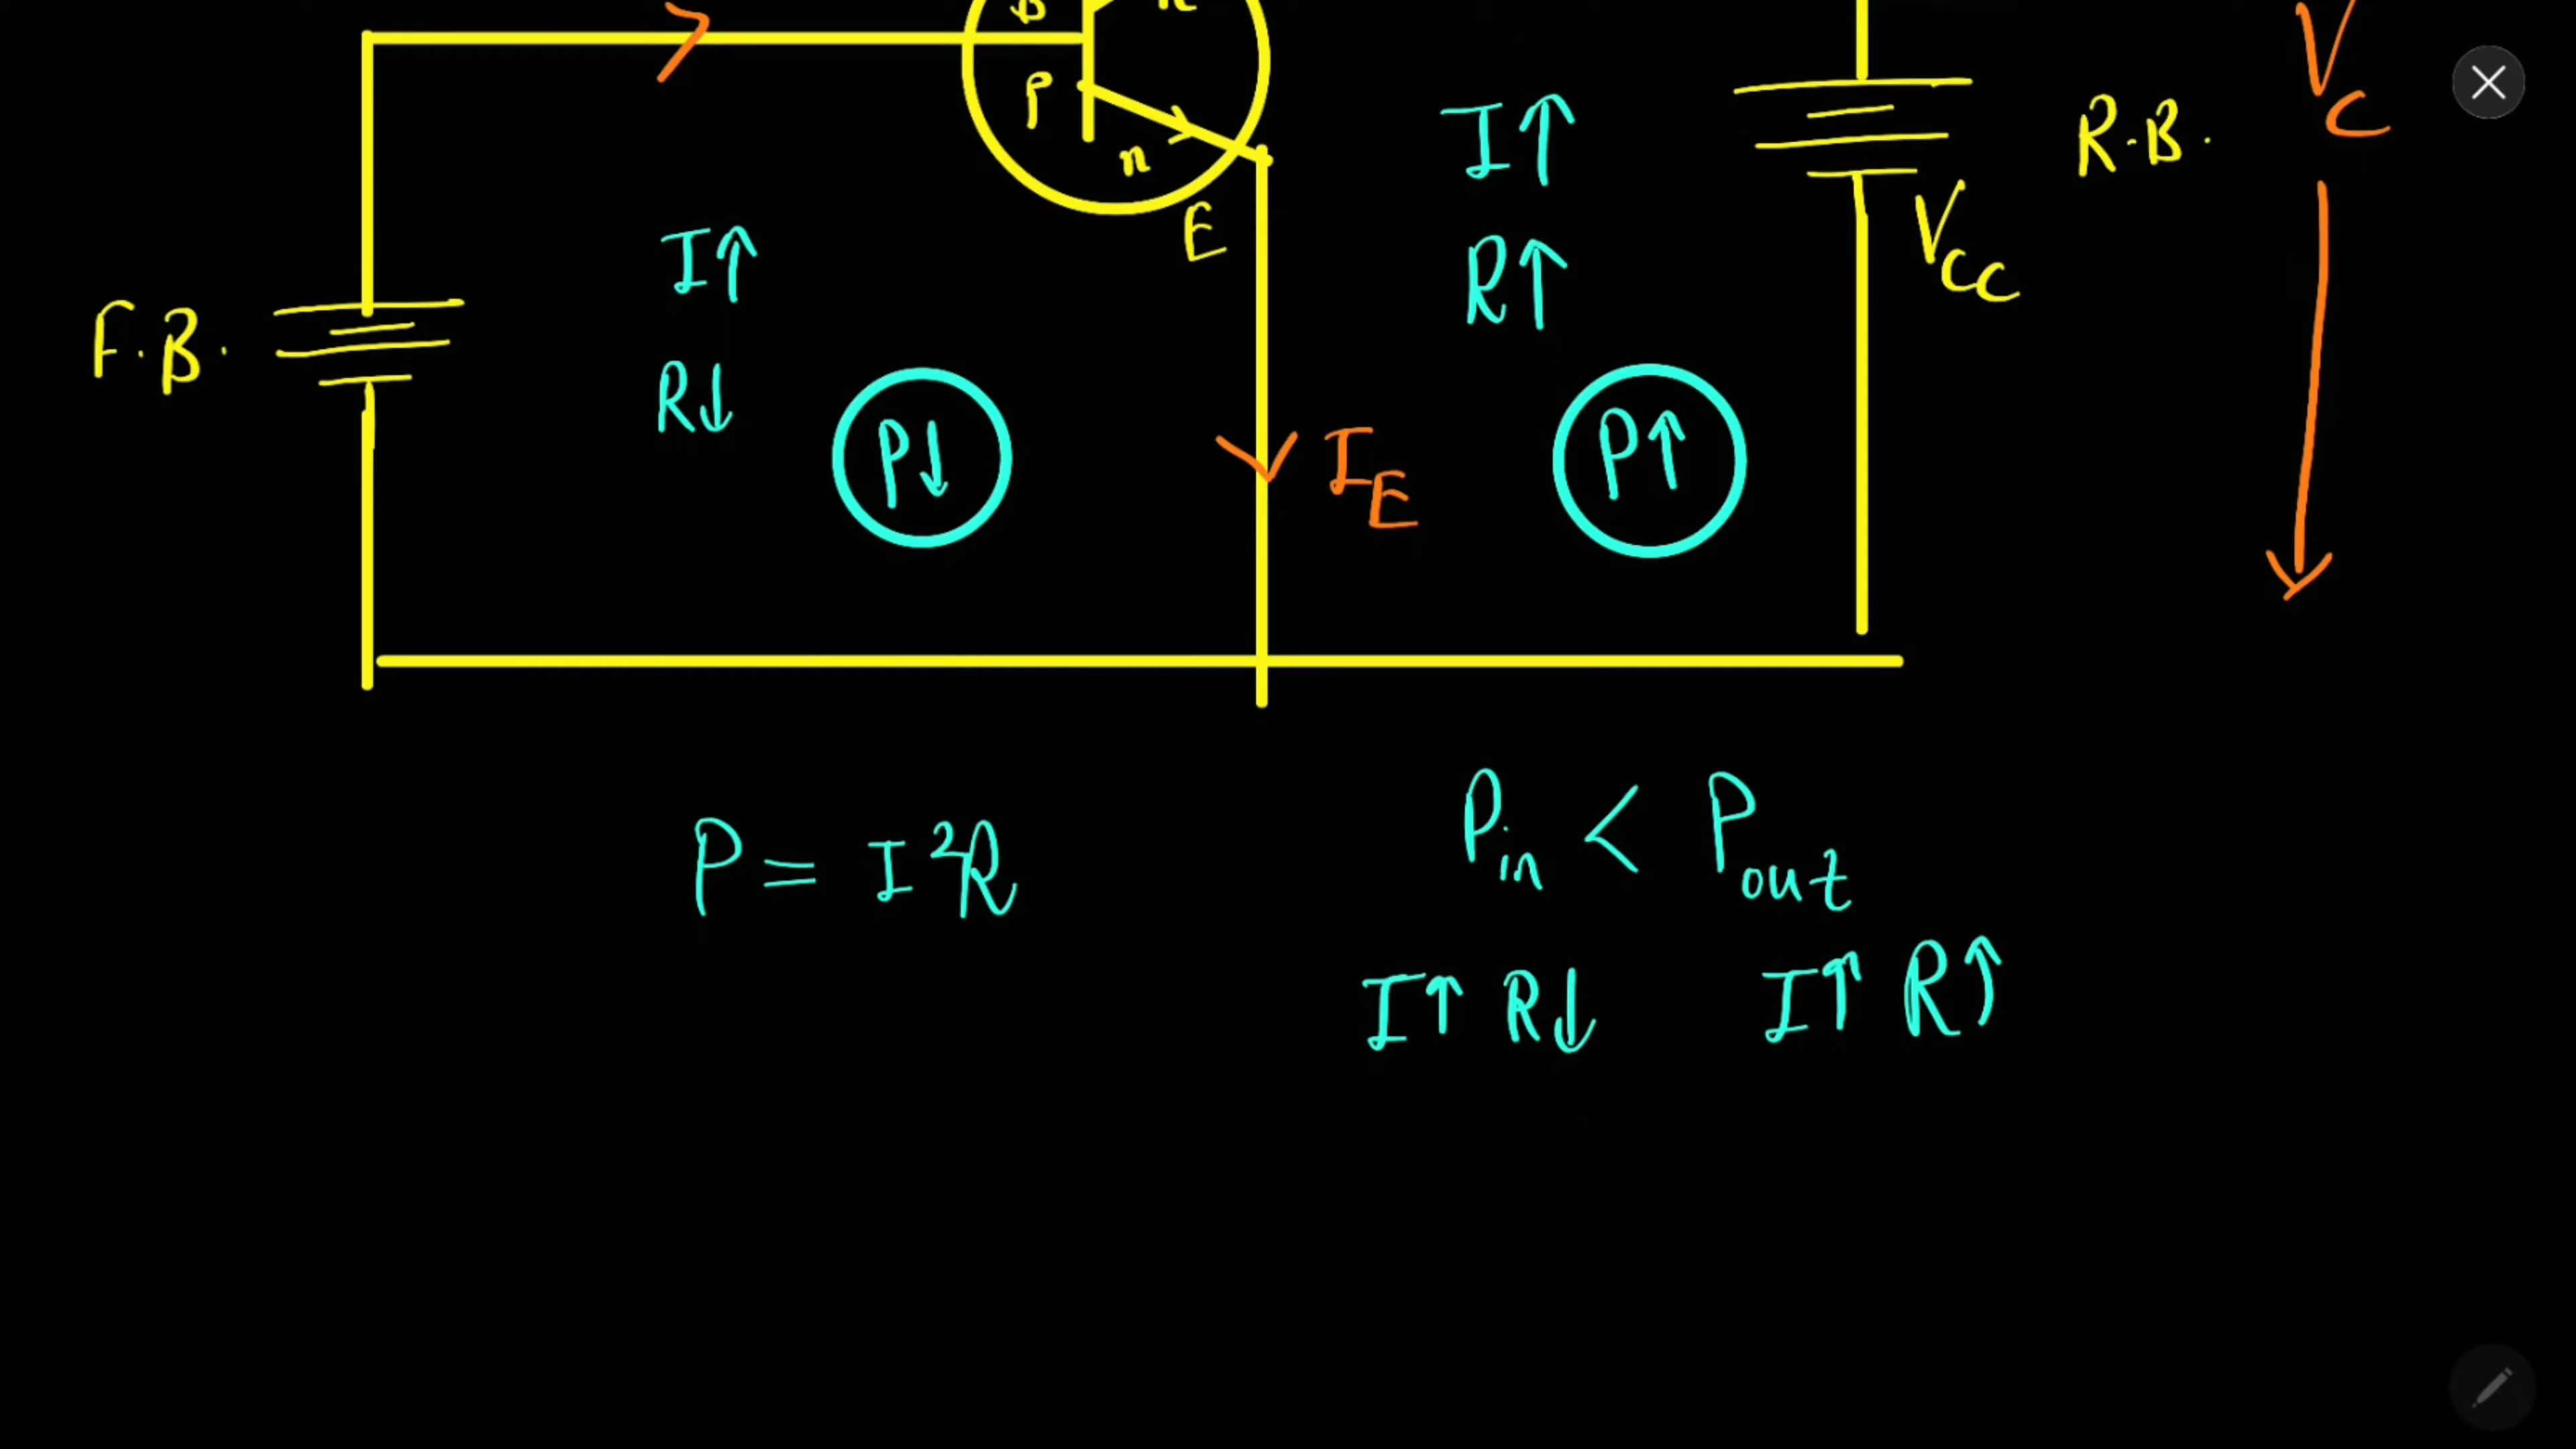 B
n
V_C
P
n
I↑
R.B.
E
V_CC
I↑
R↑
F.B.
R↓
P↓
I_E
P↑
P = I²R
P_in < P_out
I↑ R↓ I↑ R↑